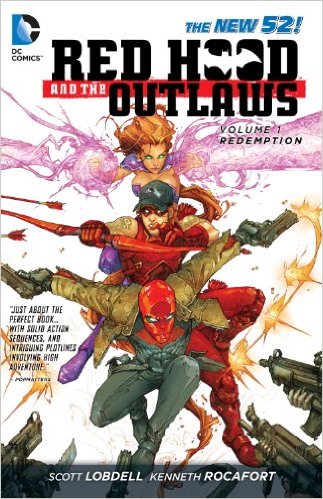 DC COMICS™
THE NEW 52!
RED HOOD
AND THE
OUTLAWS
VOLUME 1
REDEMPTION
"JUST ABOUT THE
PERFECT BOOK...
WITH SOLID ACTION
SEQUENCES, AND
INTRIGUING PLOTLINES
INVOLVING HIGH
ADVENTURE."
— POPMATTERS
SCOTT LOBDELL KENNETH ROCAFORT